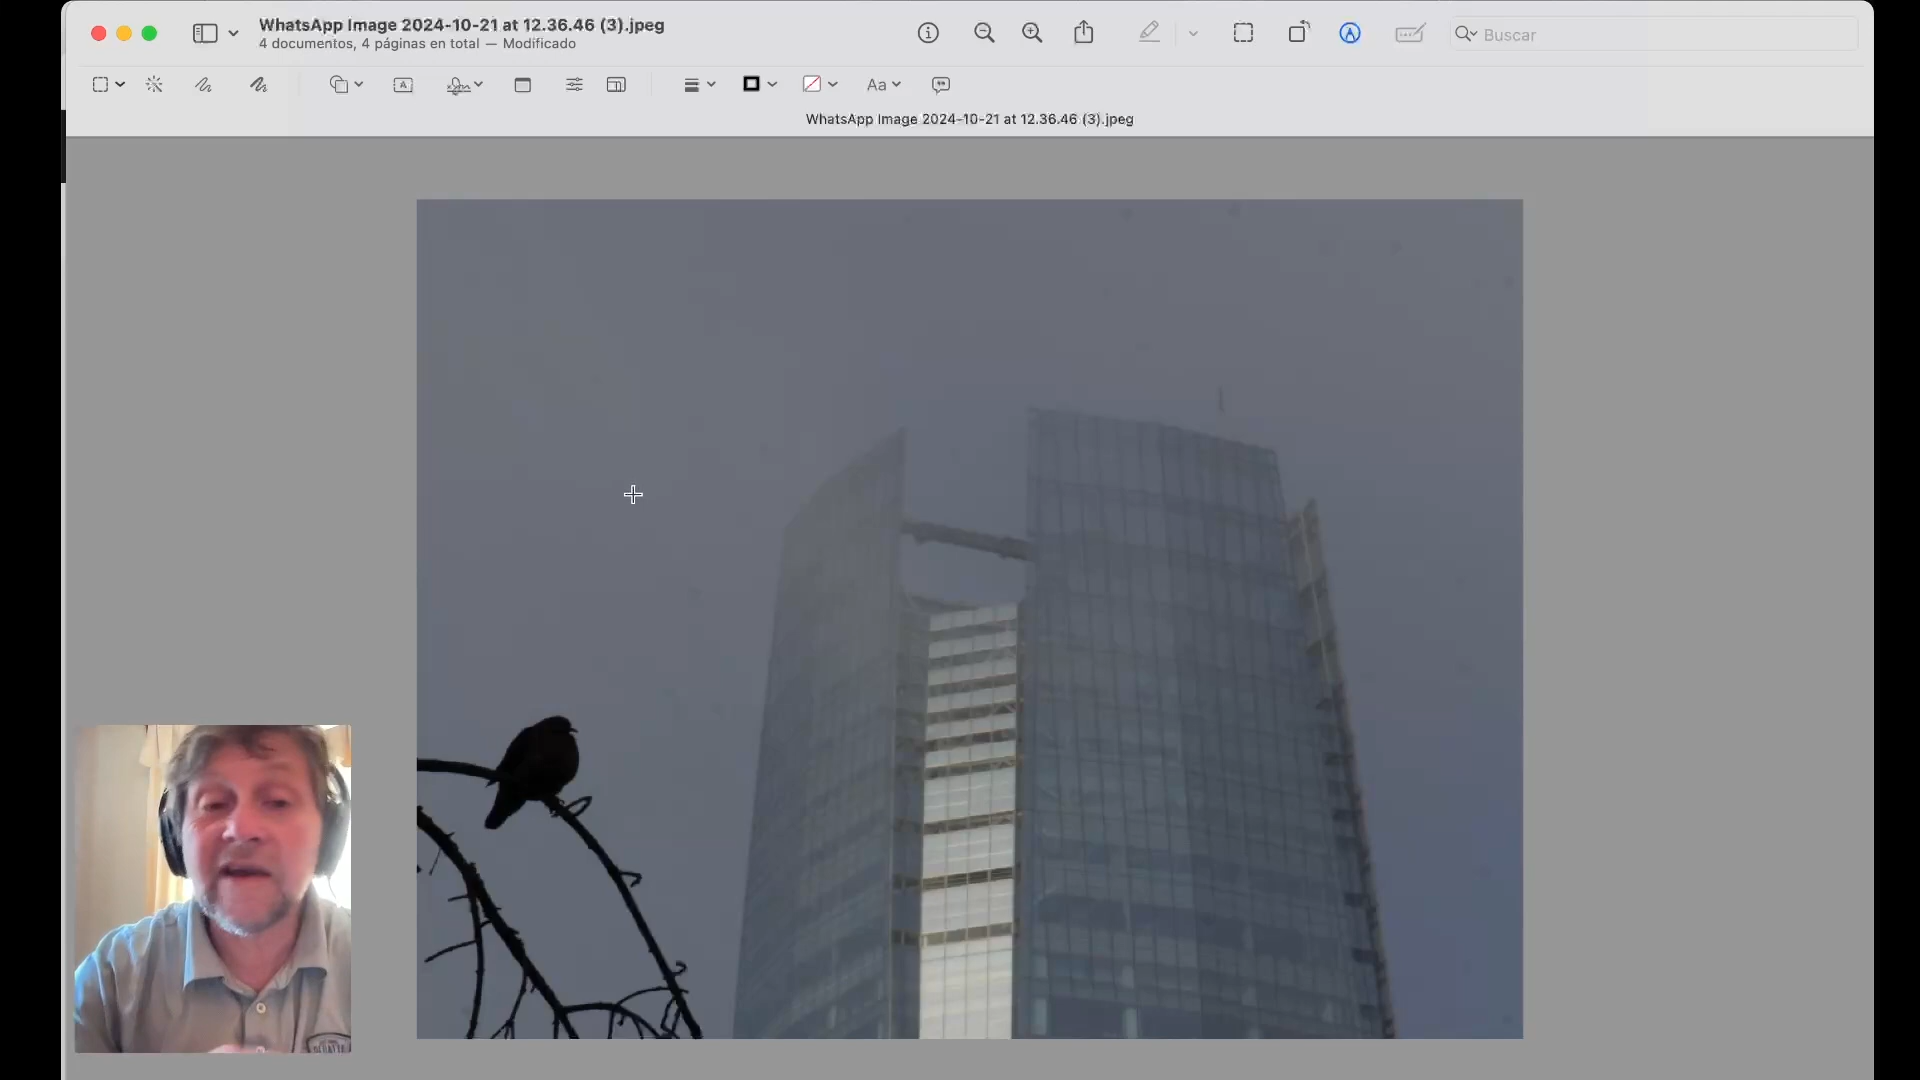 WhatsApp Image 2024-10-21 at 12.36.46 (3).jpeg
4 documentos, 4 páginas en total — Modificado
Buscar
Aa
WhatsApp Image 2024-10-21 at 12.36.46 (3).jpeg